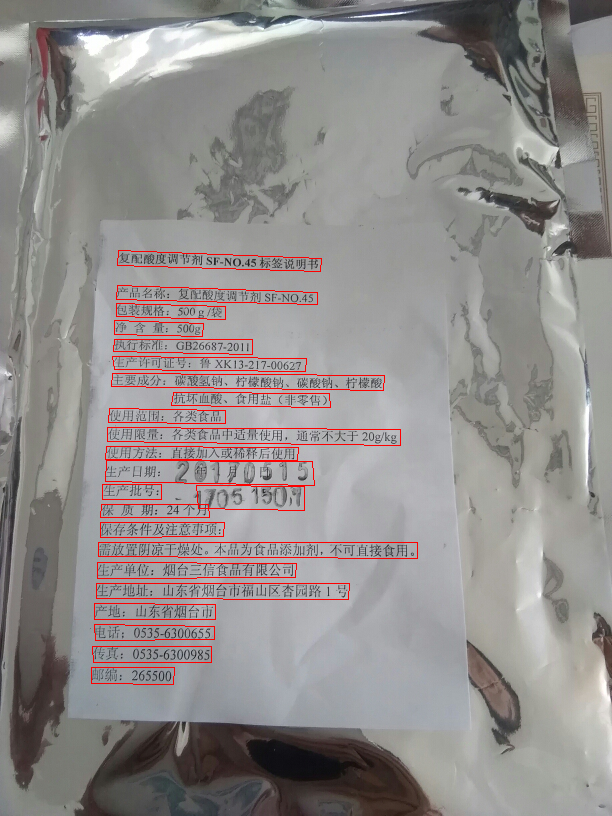 复配酸度调节剂 SF-NO.45 标签说明书
产品名称：复配酸度调节剂 SF-NO.45
包装规格：500 g /袋
净 含 量：500g
执行标准：GB26687-2011
生产许可证号：鲁 XK13-217-00627
主要成分：碳酸氢钠、柠檬酸钠、碳酸钠、柠檬酸
抗坏血酸、食用盐（非零售）
使用范围：各类食品
使用限量：各类食品中适量使用，通常不大于 20g/kg
使用方法：直接加入或稀释后使用
生产日期： 20170515
生产批号：
保 质 期：24 个月
保存条件及注意事项：
需放置阴凉干燥处。本品为食品添加剂，不可直接食用。
生产单位：烟台三信食品有限公司
生产地址：山东省烟台市福山区杏园路 1 号
产地：山东省烟台市
电话：0535-6300655
传真：0535-6300985
邮编：265500